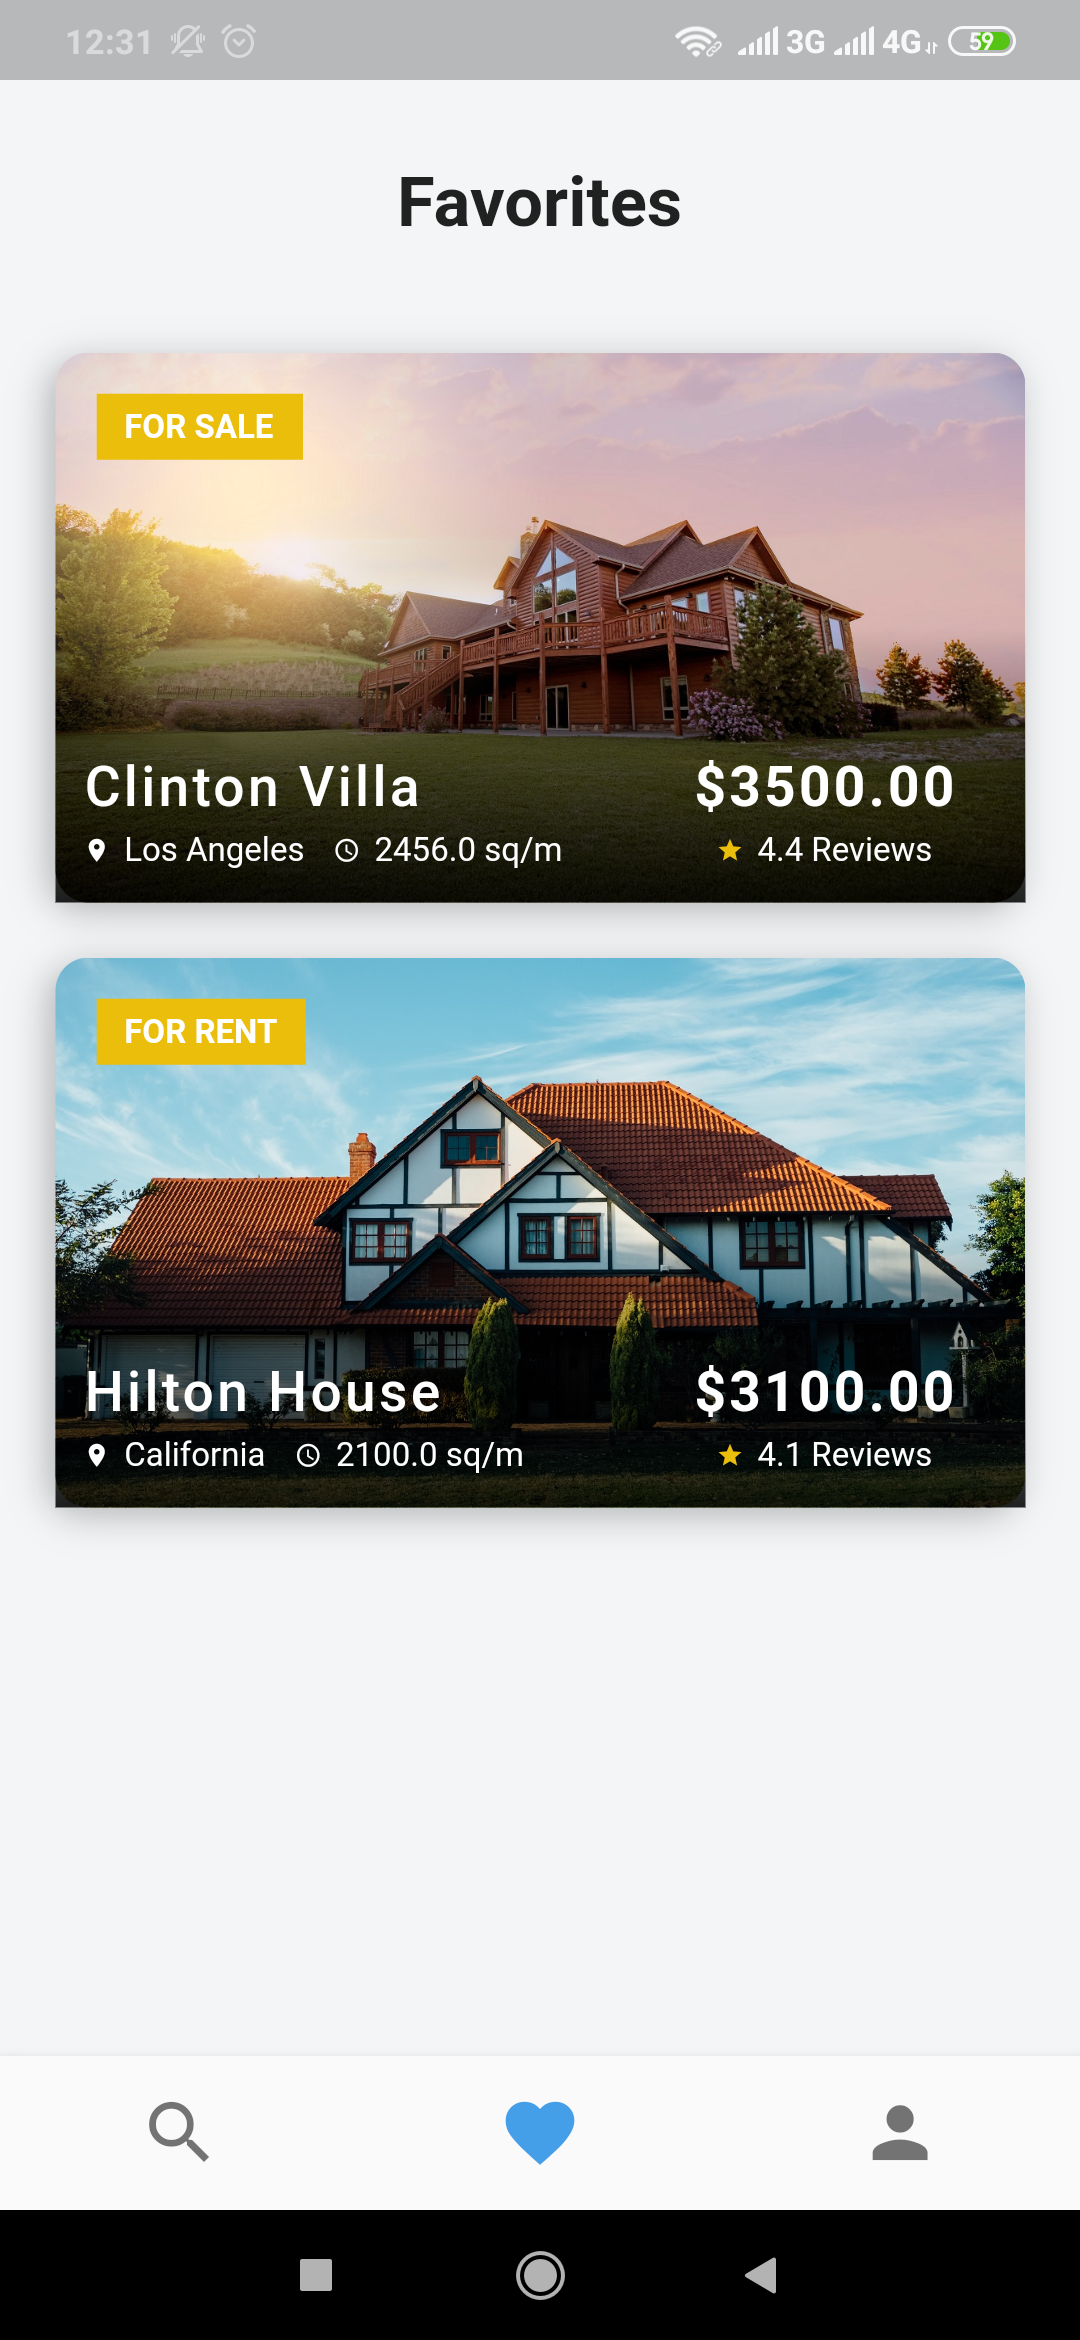 12:31 3G 4G 59
Favorites
FOR SALE
Clinton Villa $3500.00
Los Angeles 2456.0 sq/m 4.4 Reviews
FOR RENT
Hilton House $3100.00
California 2100.0 sq/m 4.1 Reviews